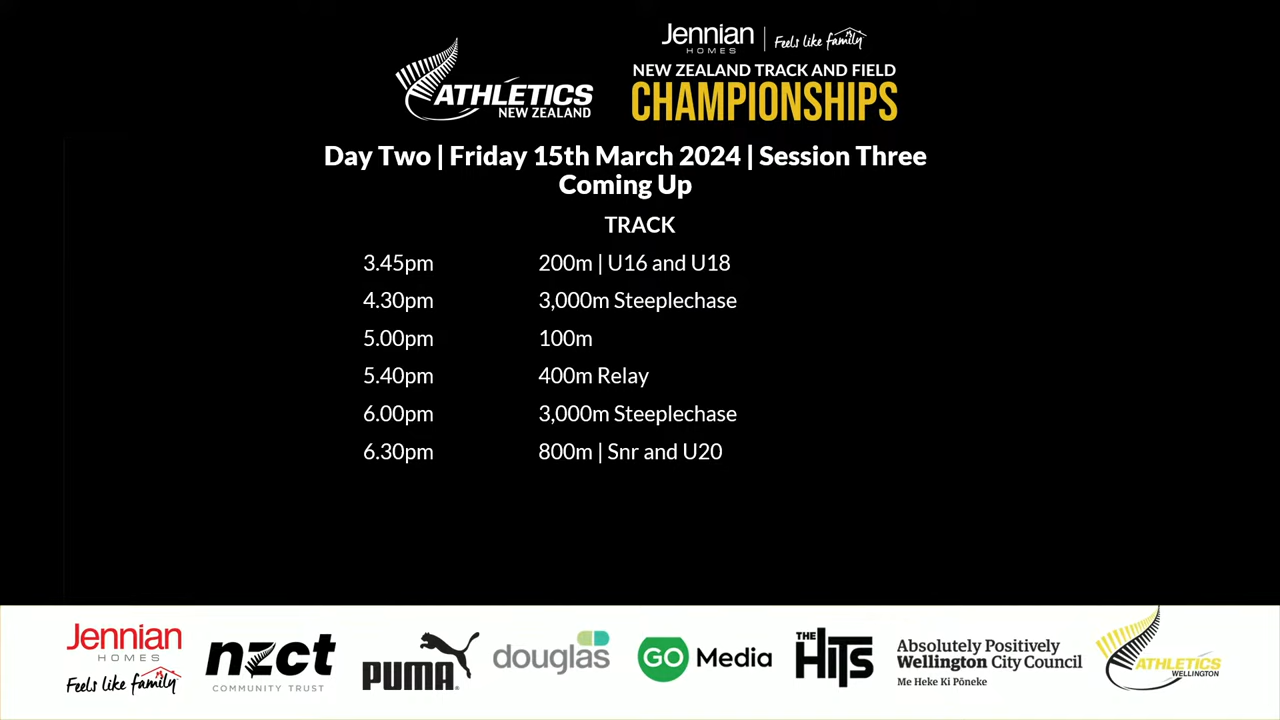 Jennian
HOMES
Feels like family
ATHLETICS
NEW ZEALAND
NEW ZEALAND TRACK AND FIELD
CHAMPIONSHIPS
Day Two | Friday 15th March 2024 | Session Three
Coming Up
TRACK
3.45pm 200m | U16 and U18
4.30pm 3,000m Steeplechase
5.00pm 100m
5.40pm 400m Relay
6.00pm 3,000m Steeplechase
6.30pm 800m | Snr and U20
Jennian
HOMES
Feels like family
nzct
COMMUNITY TRUST
PUMA
douglas
GO Media
THE
HITS
Absolutely Positively
Wellington City Council
Me Heke Ki Pōneke
ATHLETICS
WELLINGTON